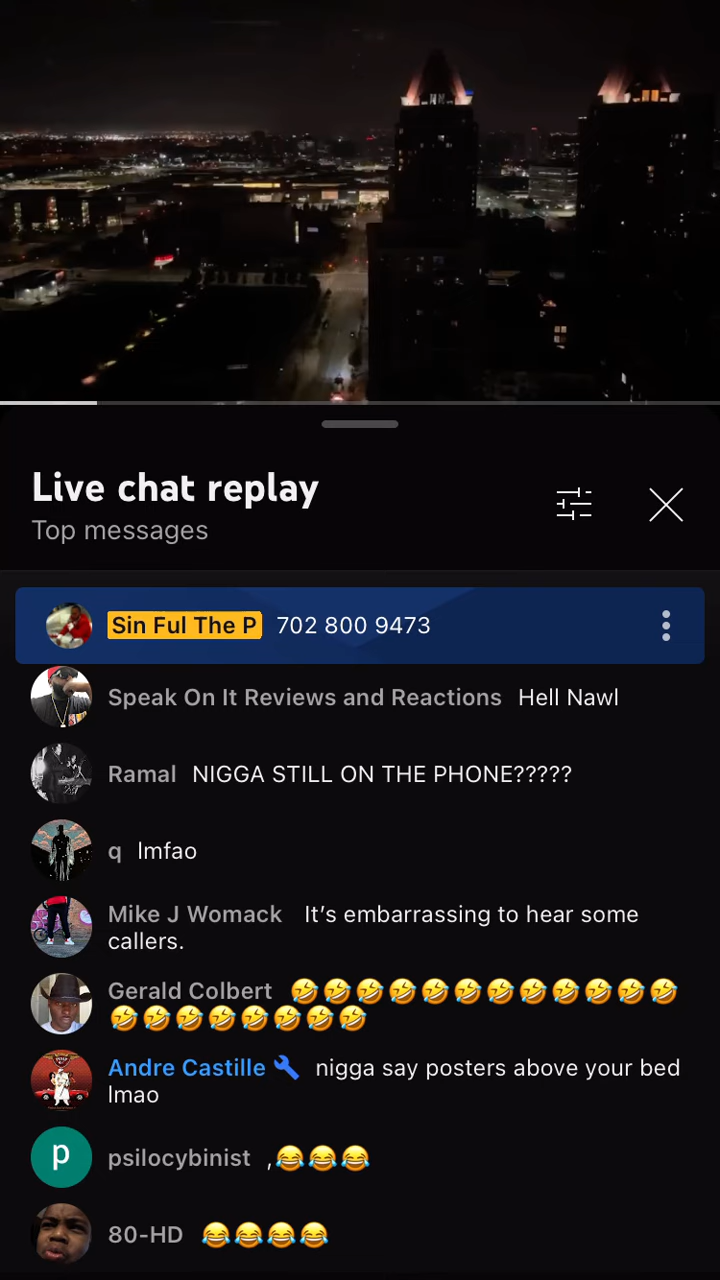 Live chat replay
Top messages
Sin Ful The P 702 800 9473
Speak On It Reviews and Reactions Hell Nawl
Ramal NIGGA STILL ON THE PHONE?????
q lmfao
Mike J Womack It’s embarrassing to hear some
callers.
Gerald Colbert 🤣🤣🤣🤣🤣🤣🤣🤣🤣🤣🤣🤣
🤣🤣🤣🤣🤣🤣🤣🤣
Andre Castille 🔧 nigga say posters above your bed
lmao
p
psilocybinist ,😂😂😂
80-HD 😂😂😂😂